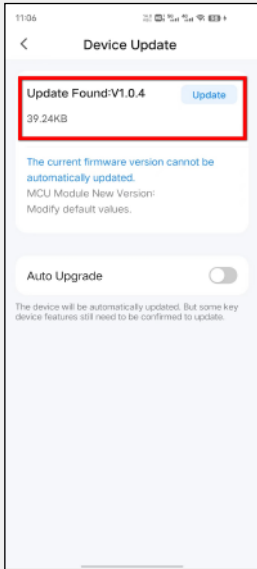 11:06
Device Update
Update Found:V1.0.4
Update
39.24KB
The current firmware version cannot be
automatically updated.
MCU Module New Version:
Modify default values.
Auto Upgrade
The device will be automatically updated. But some key
device features still need to be confirmed to update.